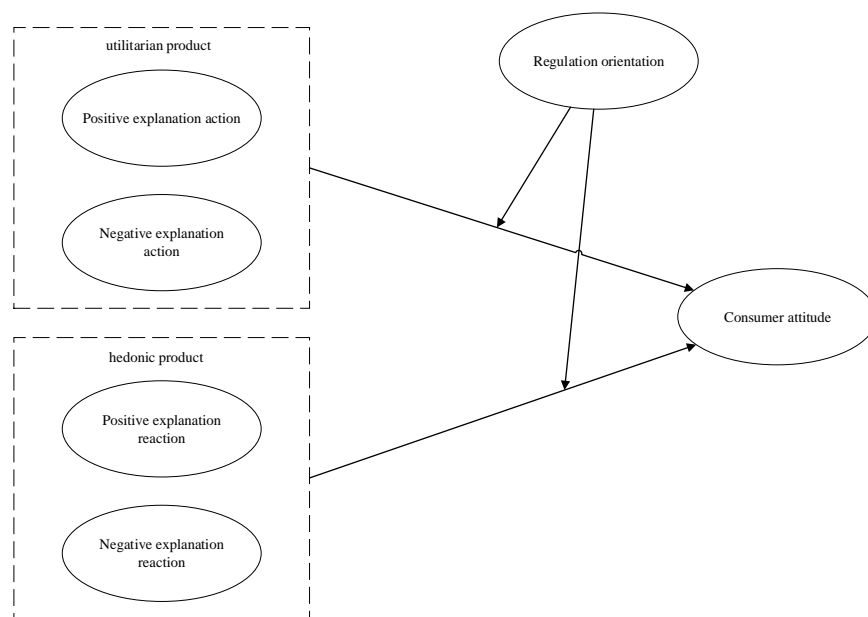 utilitarian product
Positive explanation action
Negative explanation
action
Regulation orientation
Consumer attitude
hedonic product
Positive explanation
reaction
Negative explanation
reaction